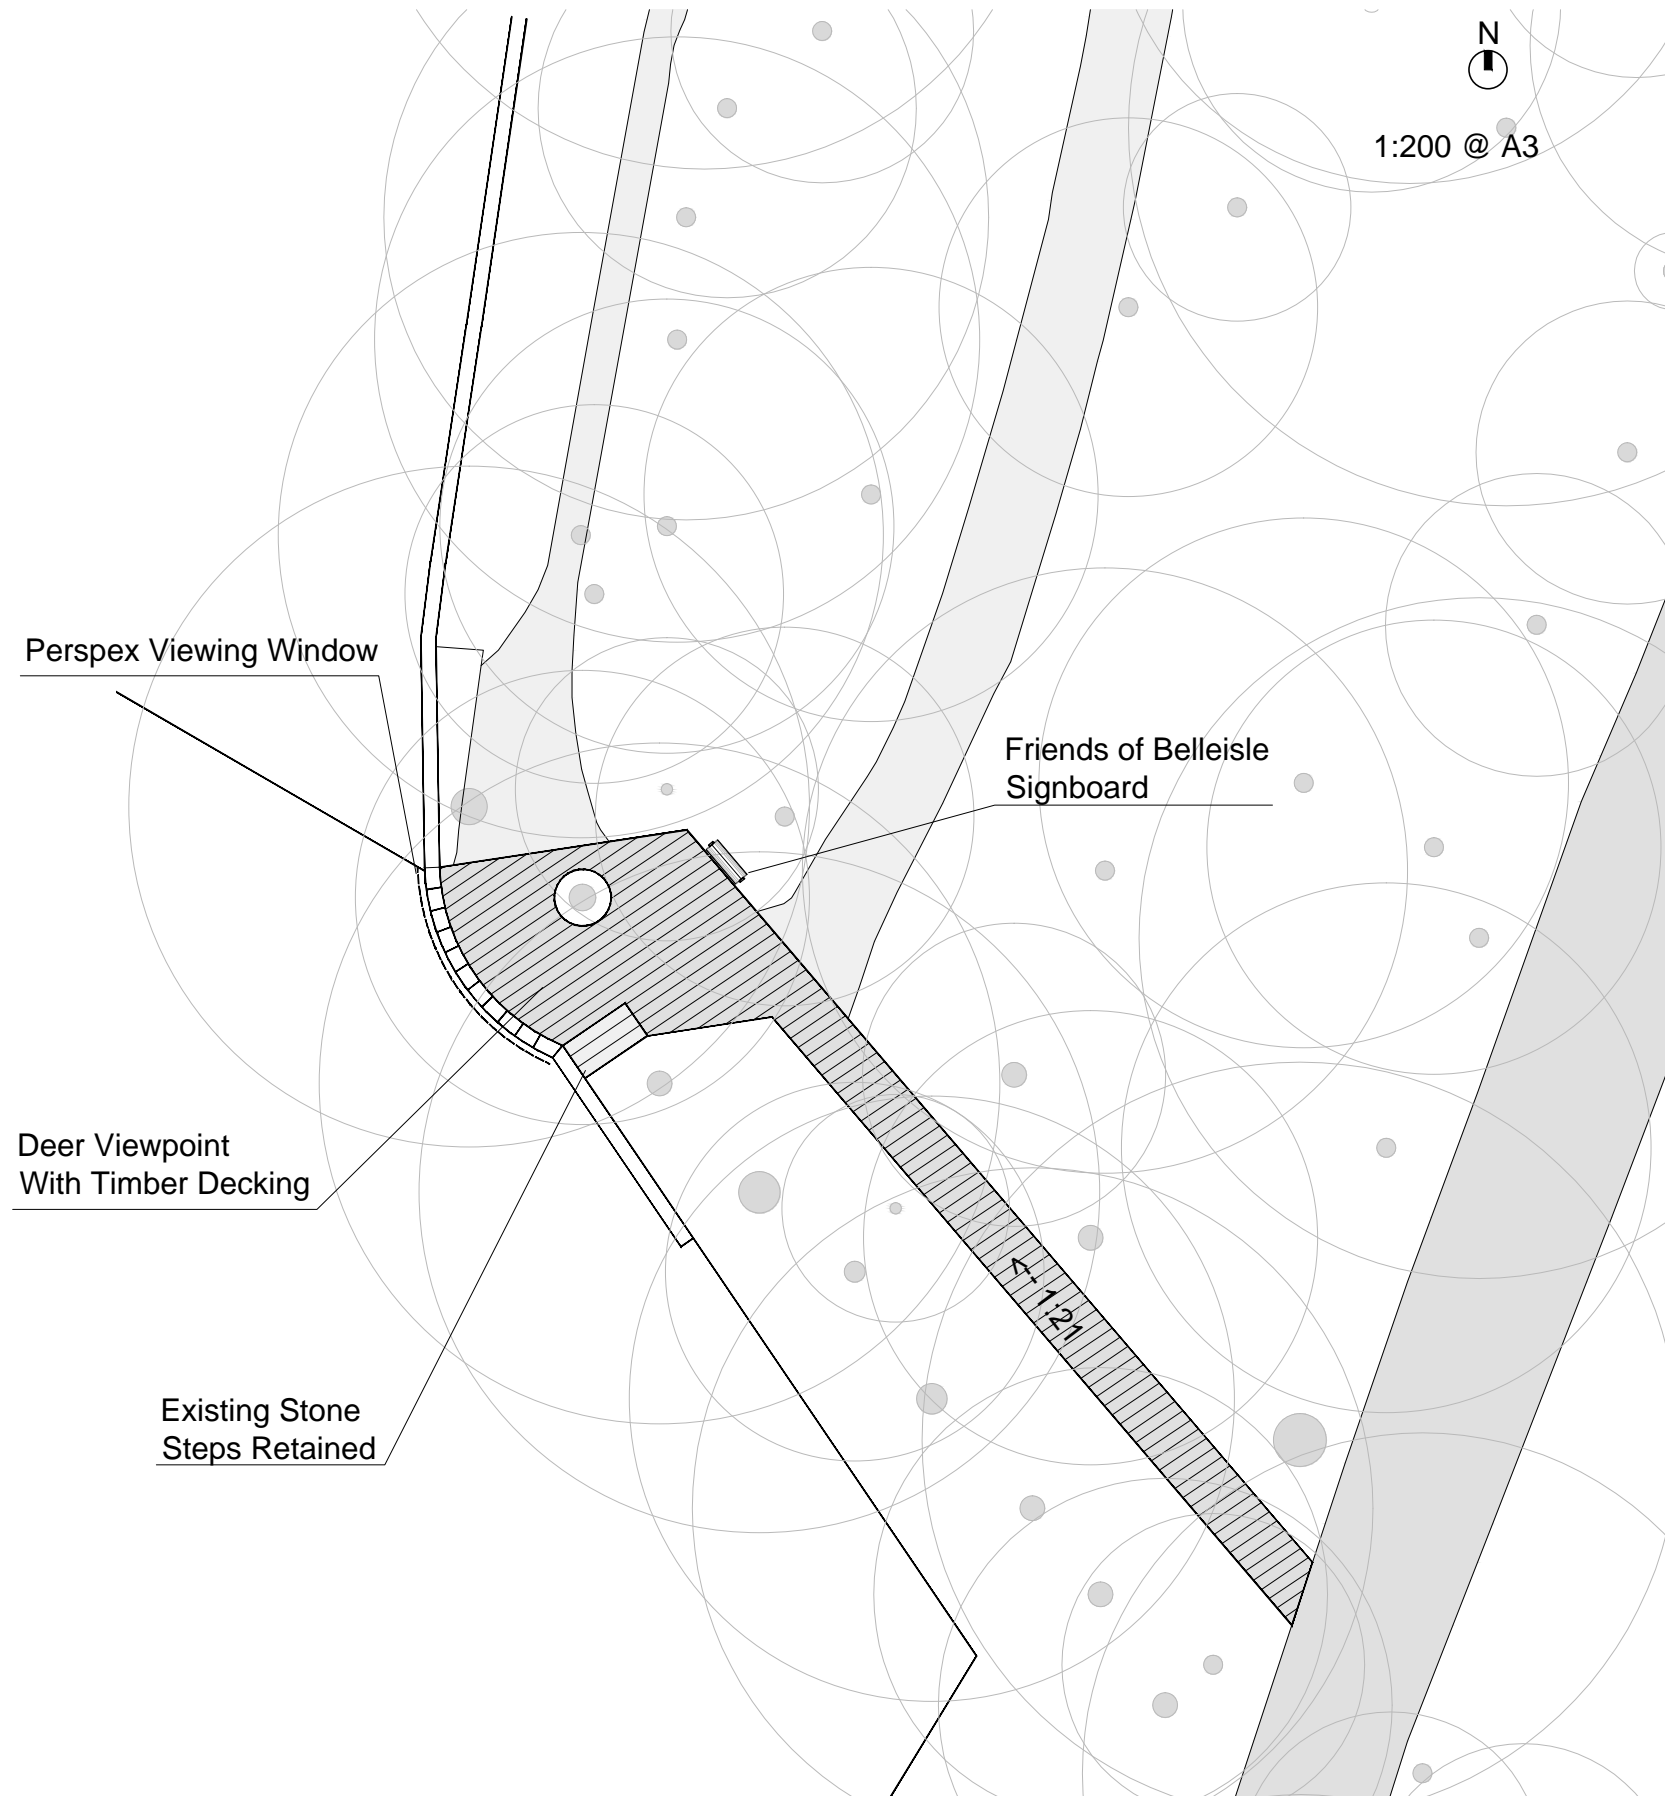 N
1:200 @ A3
Perspex Viewing Window
Friends of Belleisle
Signboard
Deer Viewpoint
With Timber Decking
<-- 1:21
Existing Stone
Steps Retained